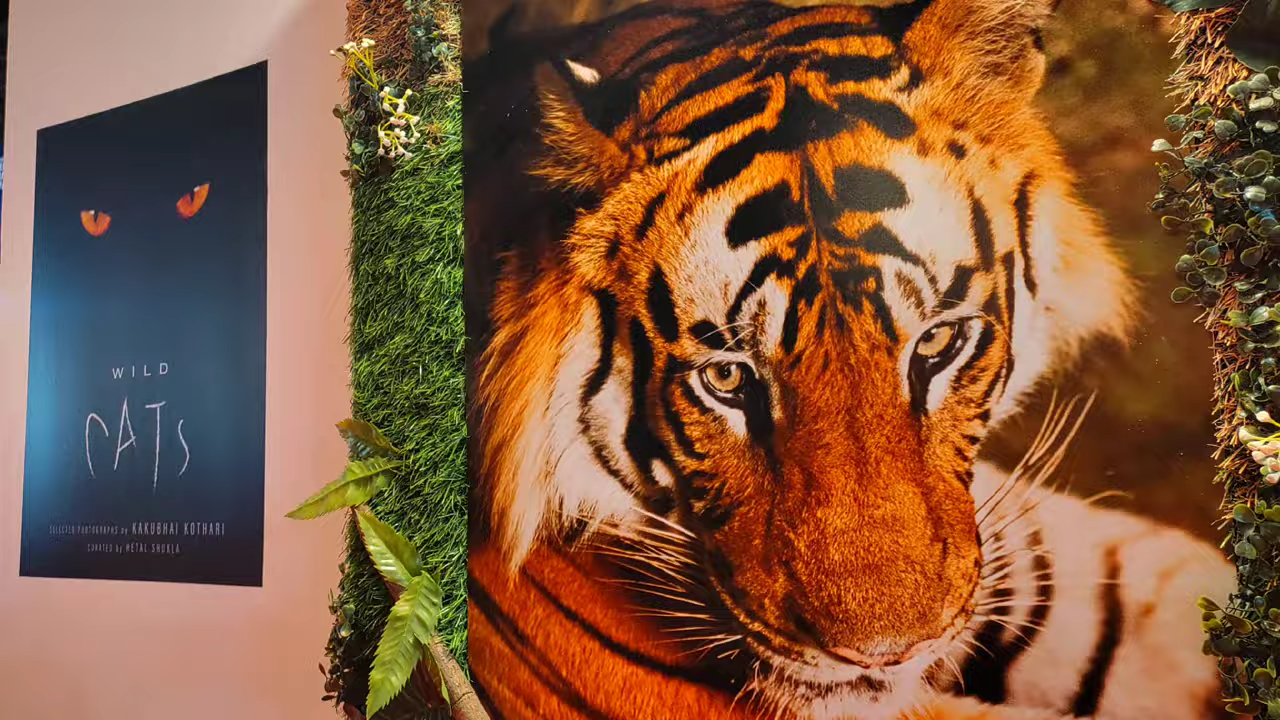 WILD
CATS
SELECTED PHOTOGRAPHS by KAKUBHAI KOTHARI
CURATED by HETAL SHUKLA